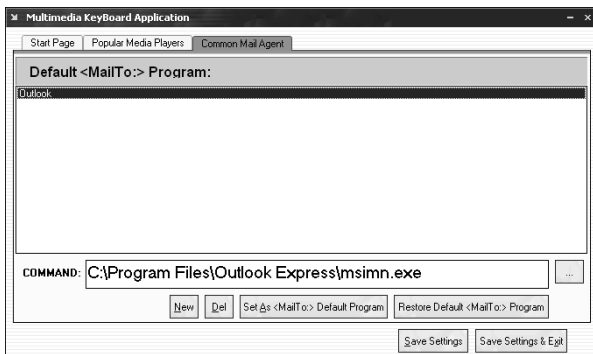 Multimedia KeyBoard Application
Start Page Popular Media Players Common Mail Agent
Default <MailTo:> Program:
Outlook
COMMAND: C:\Program Files\Outlook Express\msimn.exe ...
New Del Set As <MailTo:> Default Program Restore Default <MailTo:> Program
Save Settings Save Settings & Exit